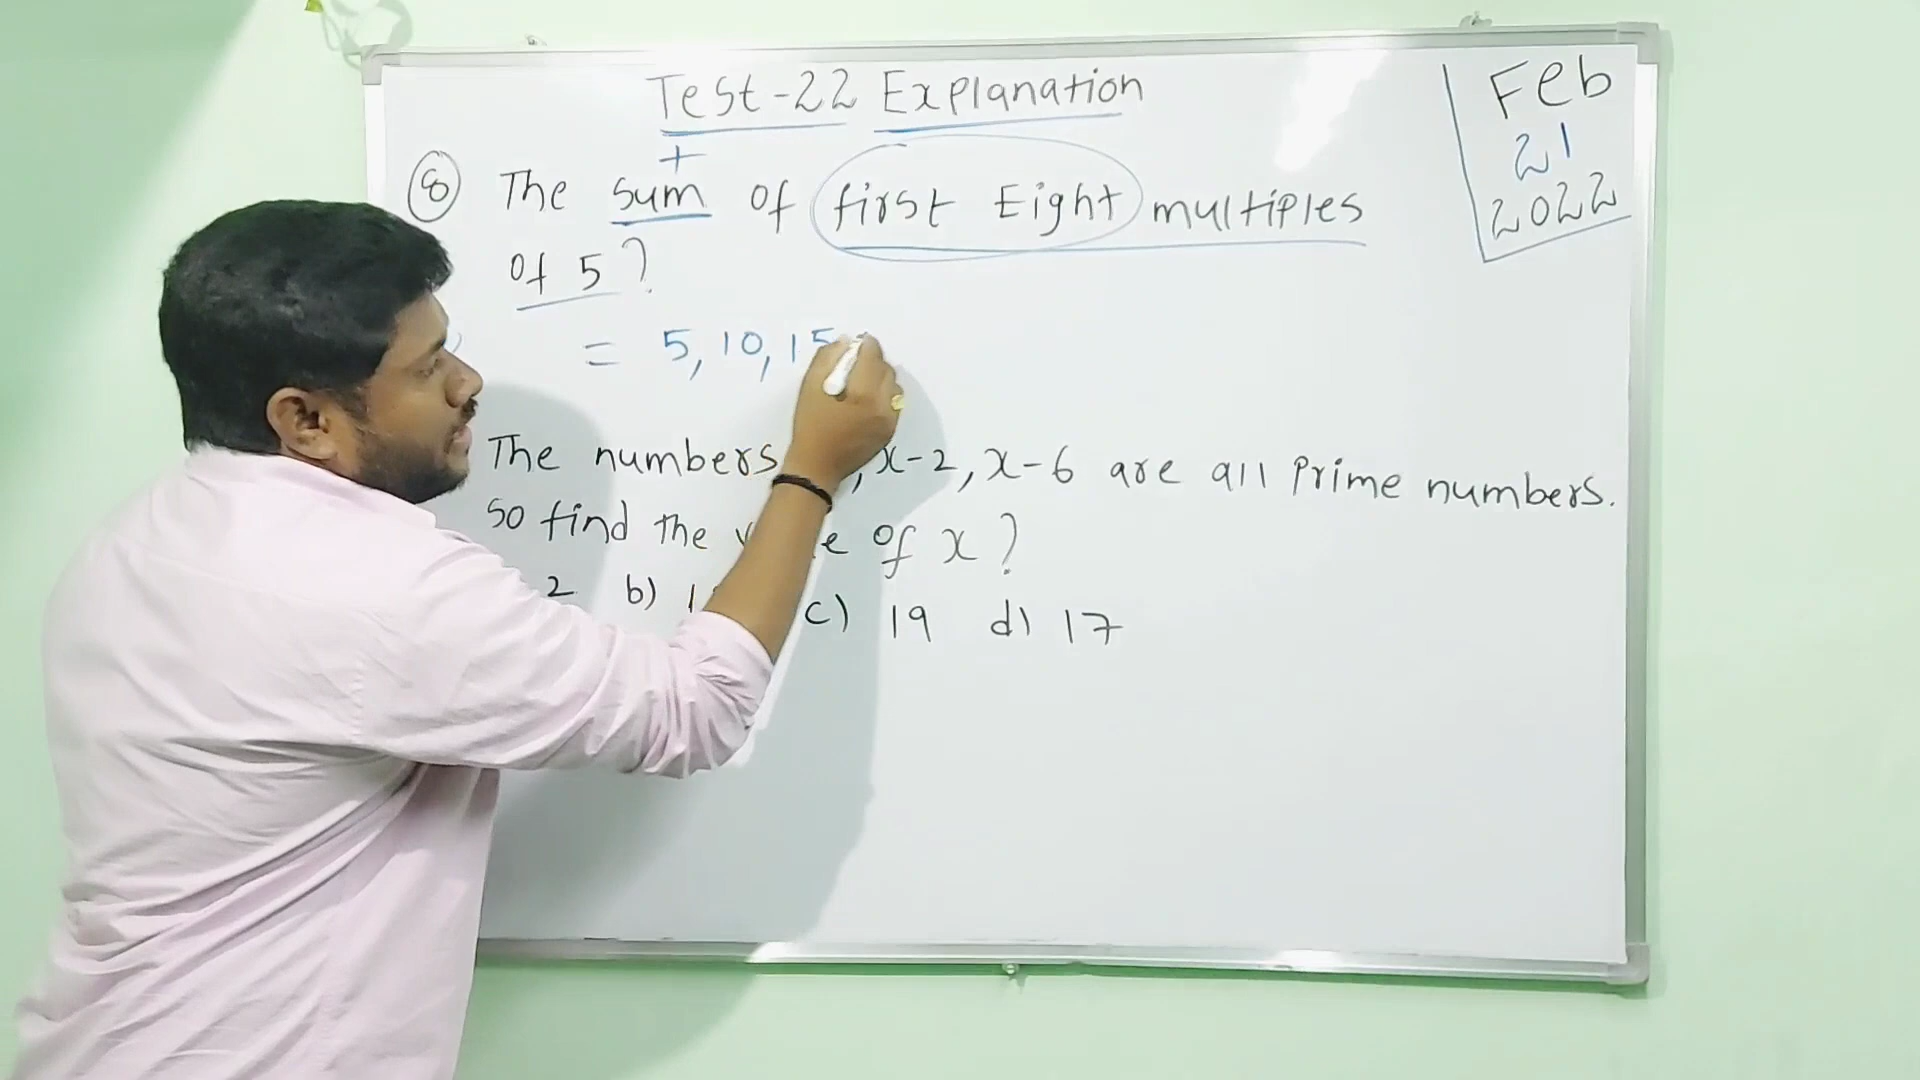 Test-22 Explanation
Feb
21
2022
+
8 The sum of first Eight multiples
of 5?
= 5, 10, 15
The numbers , x-2, x-6 are all Prime numbers.
So find the of x?
2 b) c) 19 d) 17